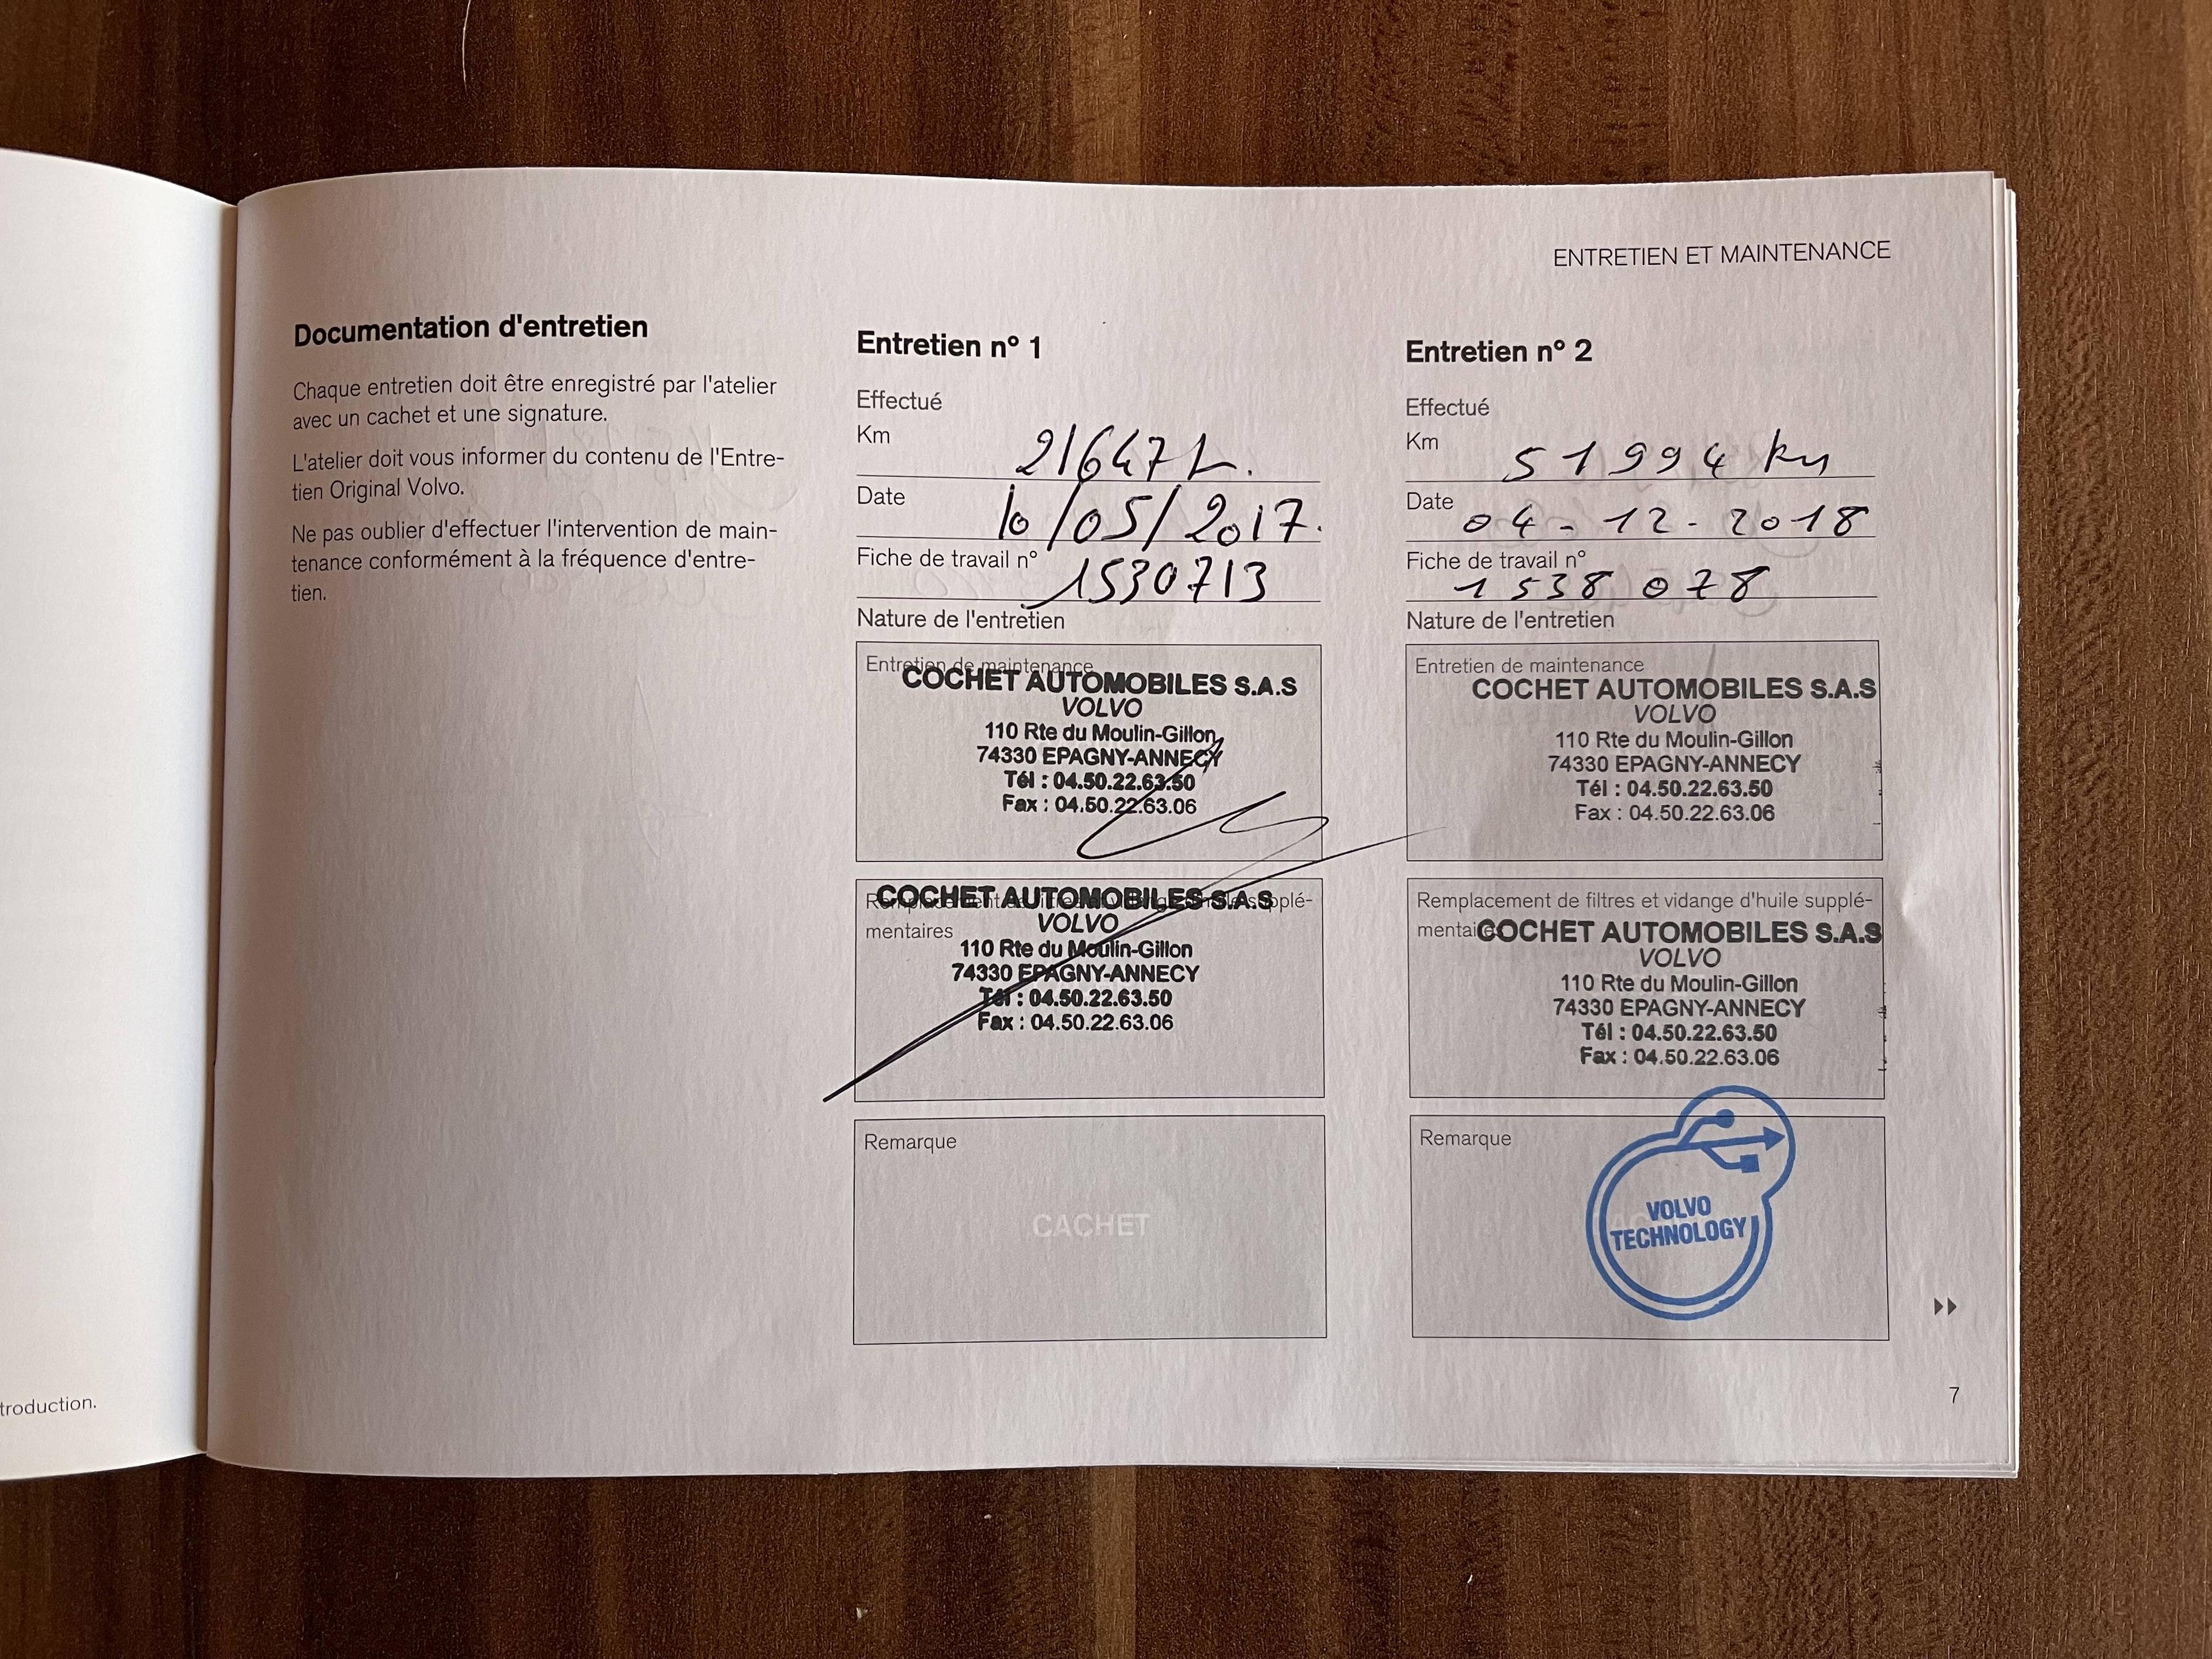 ENTRETIEN ET MAINTENANCE
Documentation d'entretien
Chaque entretien doit être enregistré par l'atelier
avec un cachet et une signature.
L'atelier doit vous informer du contenu de l'Entre-
tien Original Volvo.
Ne pas oublier d'effectuer l'intervention de main-
tenance conformément à la fréquence d'entre-
tien.
troduction.
Entretien n° 1
Effectué
Km 21647
Date 10/05/2017.
Fiche de travail n° 1530713
Nature de l'entretien
Entretien de maintenance
COCHET AUTOMOBILES S.A.S
VOLVO
110 Rte du Moulin-Gillon
74330 EPAGNY-ANNECY
Tél : 04.50.22.63.50
Fax : 04.50.22.63.06
Remplacement de filtres et vidange d'huile supplé-
mentaires
COCHET AUTOMOBILES S.A.S
VOLVO
110 Rte du Moulin-Gillon
74330 EPAGNY-ANNECY
Tél : 04.50.22.63.50
Fax : 04.50.22.63.06
Remarque
CACHET
Entretien n° 2
Effectué
Km 51994 km
Date 04-12-2018
Fiche de travail n°
1538078
Nature de l'entretien
Entretien de maintenance
COCHET AUTOMOBILES S.A.S
VOLVO
110 Rte du Moulin-Gillon
74330 EPAGNY-ANNECY
Tél : 04.50.22.63.50
Fax : 04.50.22.63.06
Remplacement de filtres et vidange d'huile supplé-
mentaires
COCHET AUTOMOBILES S.A.S
VOLVO
110 Rte du Moulin-Gillon
74330 EPAGNY-ANNECY
Tél : 04.50.22.63.50
Fax : 04.50.22.63.06
Remarque
VOLVO
TECHNOLOGY
7